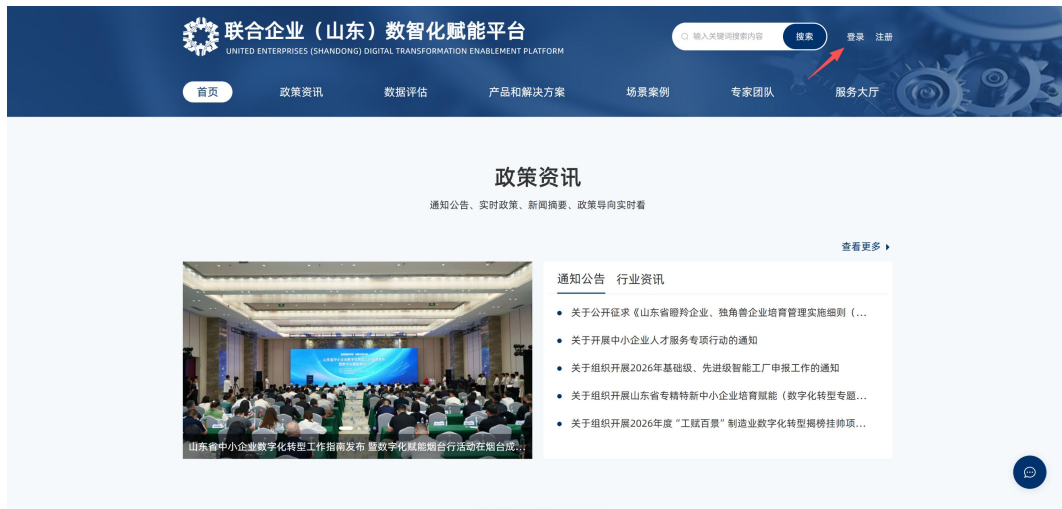 联合企业（山东）数智化赋能平台
UNITED ENTERPRISES (SHANDONG) DIGITAL TRANSFORMATION ENABLEMENT PLATFORM
输入关键词搜索内容 搜索 登录 注册
首页 政策资讯 数据评估 产品和解决方案 场景案例 专家团队 服务大厅
政策资讯
通知公告、实时政策、新闻摘要、政策导向实时看
查看更多
通知公告 行业资讯
关于公开征求《山东省瞪羚企业、独角兽企业培育管理实施细则（...
关于开展中小企业人才服务专项行动的通知
关于组织开展2026年基础级、先进级智能工厂申报工作的通知
关于组织开展山东省专精特新中小企业培育赋能（数字化转型专题...
关于组织开展2026年度“工赋百景”制造业数字化转型揭榜挂帅项...
山东省中小企业数字化转型工作指南发布 暨数字化赋能烟台行活动在烟台成...